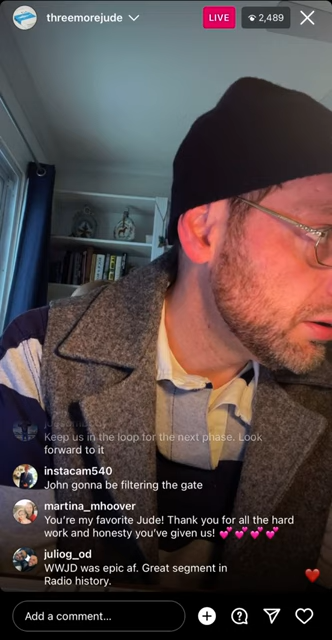 threemorejude
LIVE
2,489
Keep us in the loop for the next phase. Look
forward to it
instacam540
John gonna be filtering the gate
martina_mhoover
You're my favorite Jude! Thank you for all the hard
work and honesty you've given us! 💕💕💕💕
juliog_od
WWJD was epic af. Great segment in
Radio history.
Add a comment...